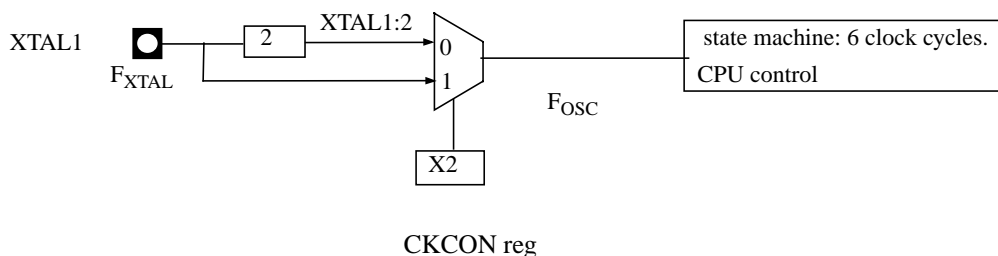 XTAL1
F_XTAL
2
XTAL1:2
0
1
X2
CKCON reg
F_OSC
state machine: 6 clock cycles.
CPU control